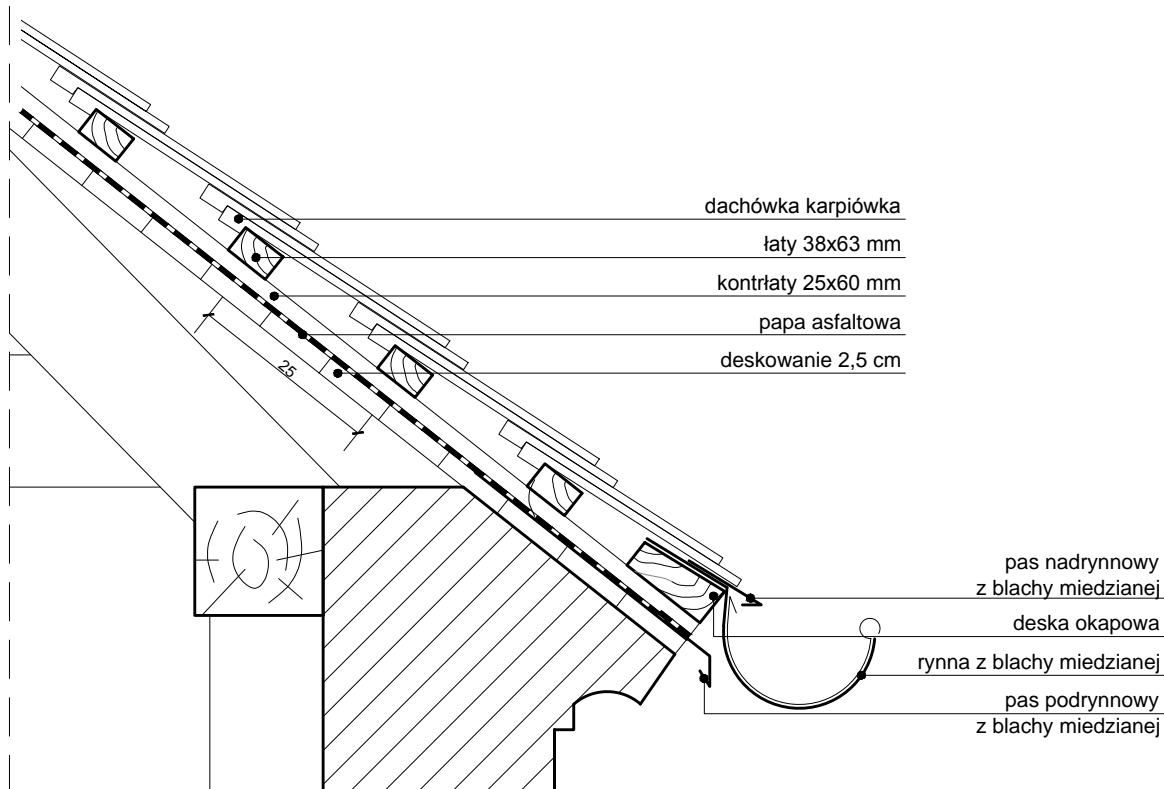 dachówka karpiówka
łaty 38x63 mm
kontrłaty 25x60 mm
papa asfaltowa
deskowanie 2,5 cm
25
pas nadrynnowy
z blachy miedzianej
deska okapowa
rynna z blachy miedzianej
pas podrynnowy
z blachy miedzianej